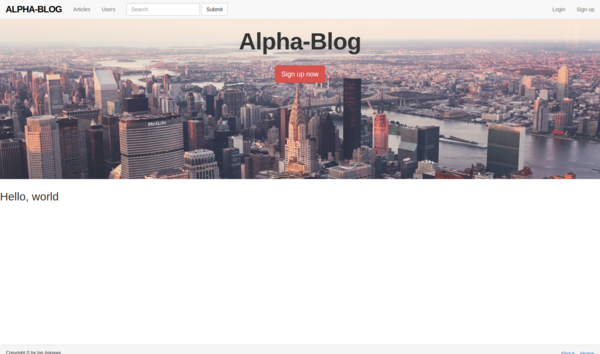 ALPHA-BLOG Articles Users Search Submit Login Sign up
Alpha-Blog
Sign up now
MetLife
Hello, world
Copyright © by Ian
About Home